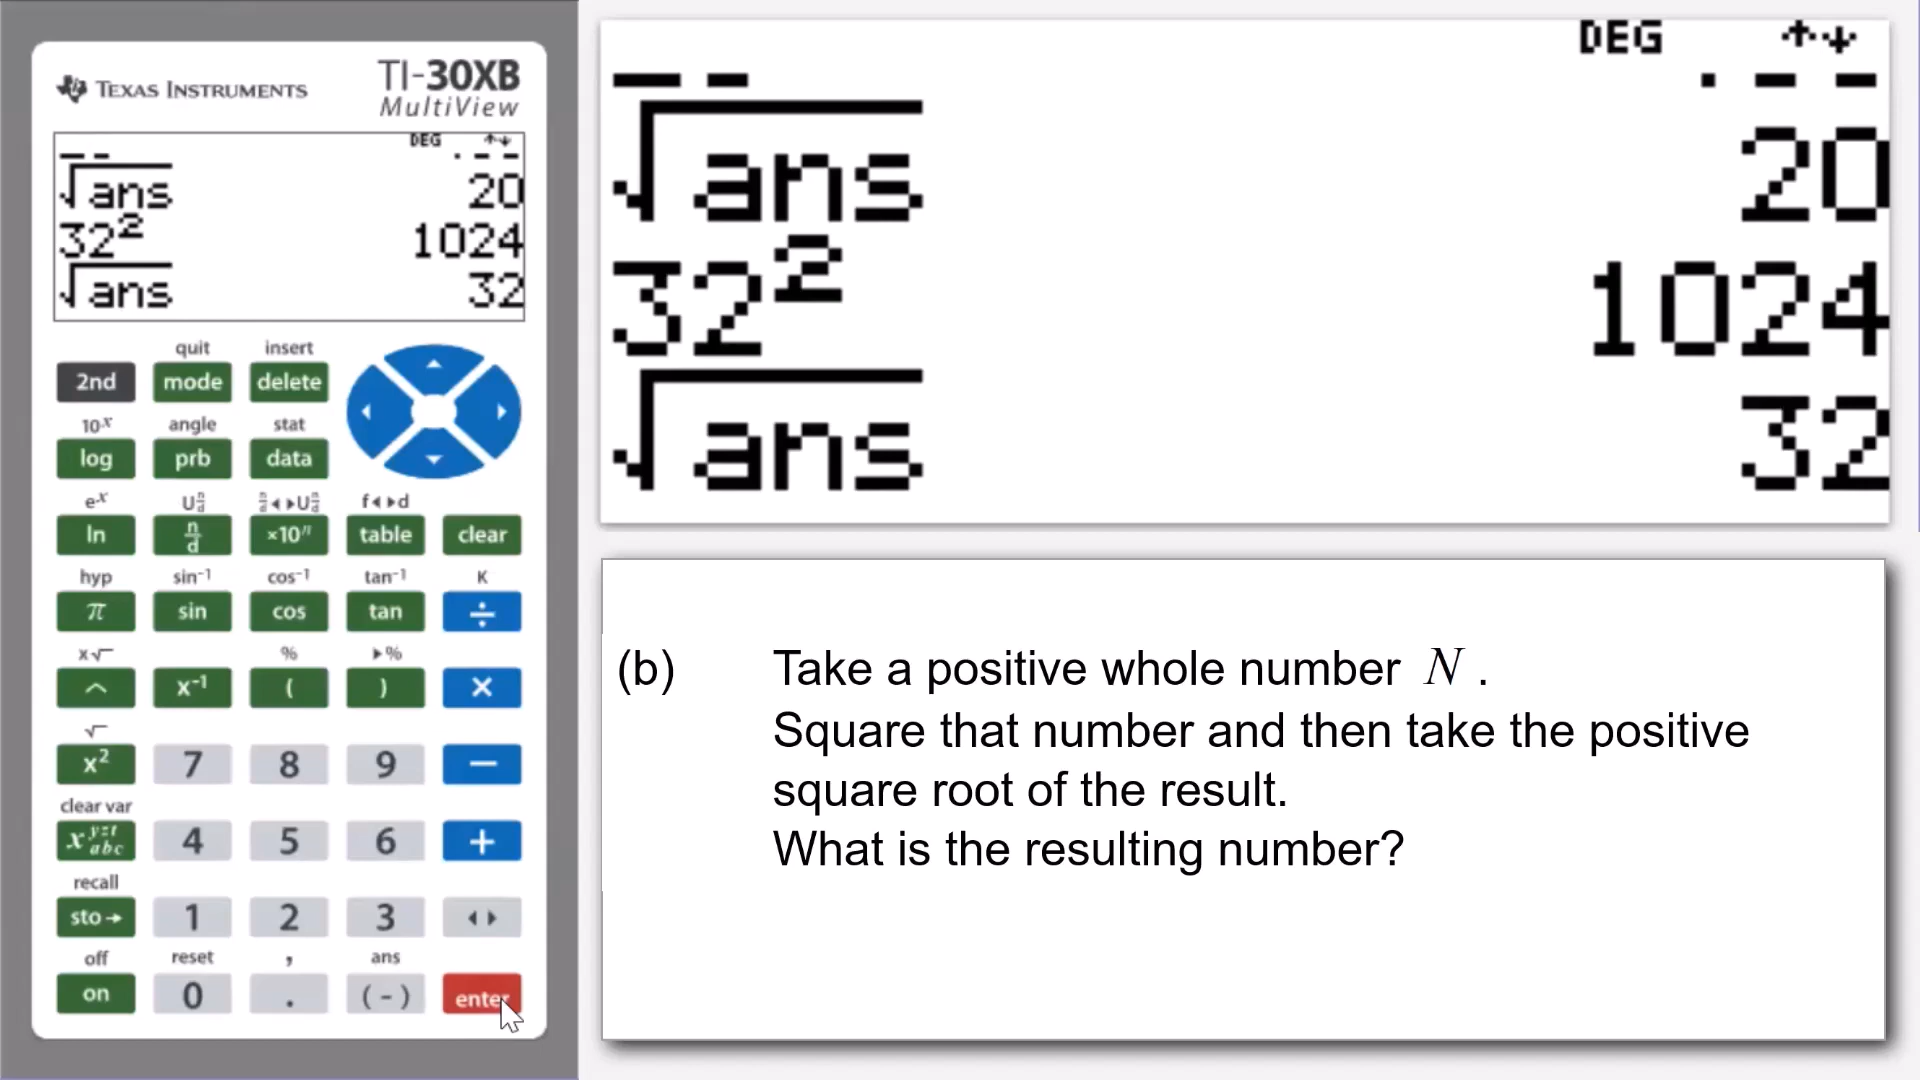 TEXAS INSTRUMENTS
TI-30XB
MultiView
DEG
√ans 20
32² 1024
√ans 32
quit insert
2nd mode delete
10ˣ angle stat
log prb data
eˣ U n/d n/d ◄►U n/d f◄►d
ln n/d ×10ⁿ table clear
hyp sin⁻¹ cos⁻¹ tan⁻¹ K
π sin cos tan ÷
x√ % ►%
^ x⁻¹ ( ) ×
√
x² 7 8 9 −
clear var
x yzt abc 4 5 6 +
recall
sto→ 1 2 3 ◄►
off reset , ans
on 0 . (-) enter
DEG
√ans 20
32² 1024
√ans 32
(b) Take a positive whole number N .
Square that number and then take the positive
square root of the result.
What is the resulting number?